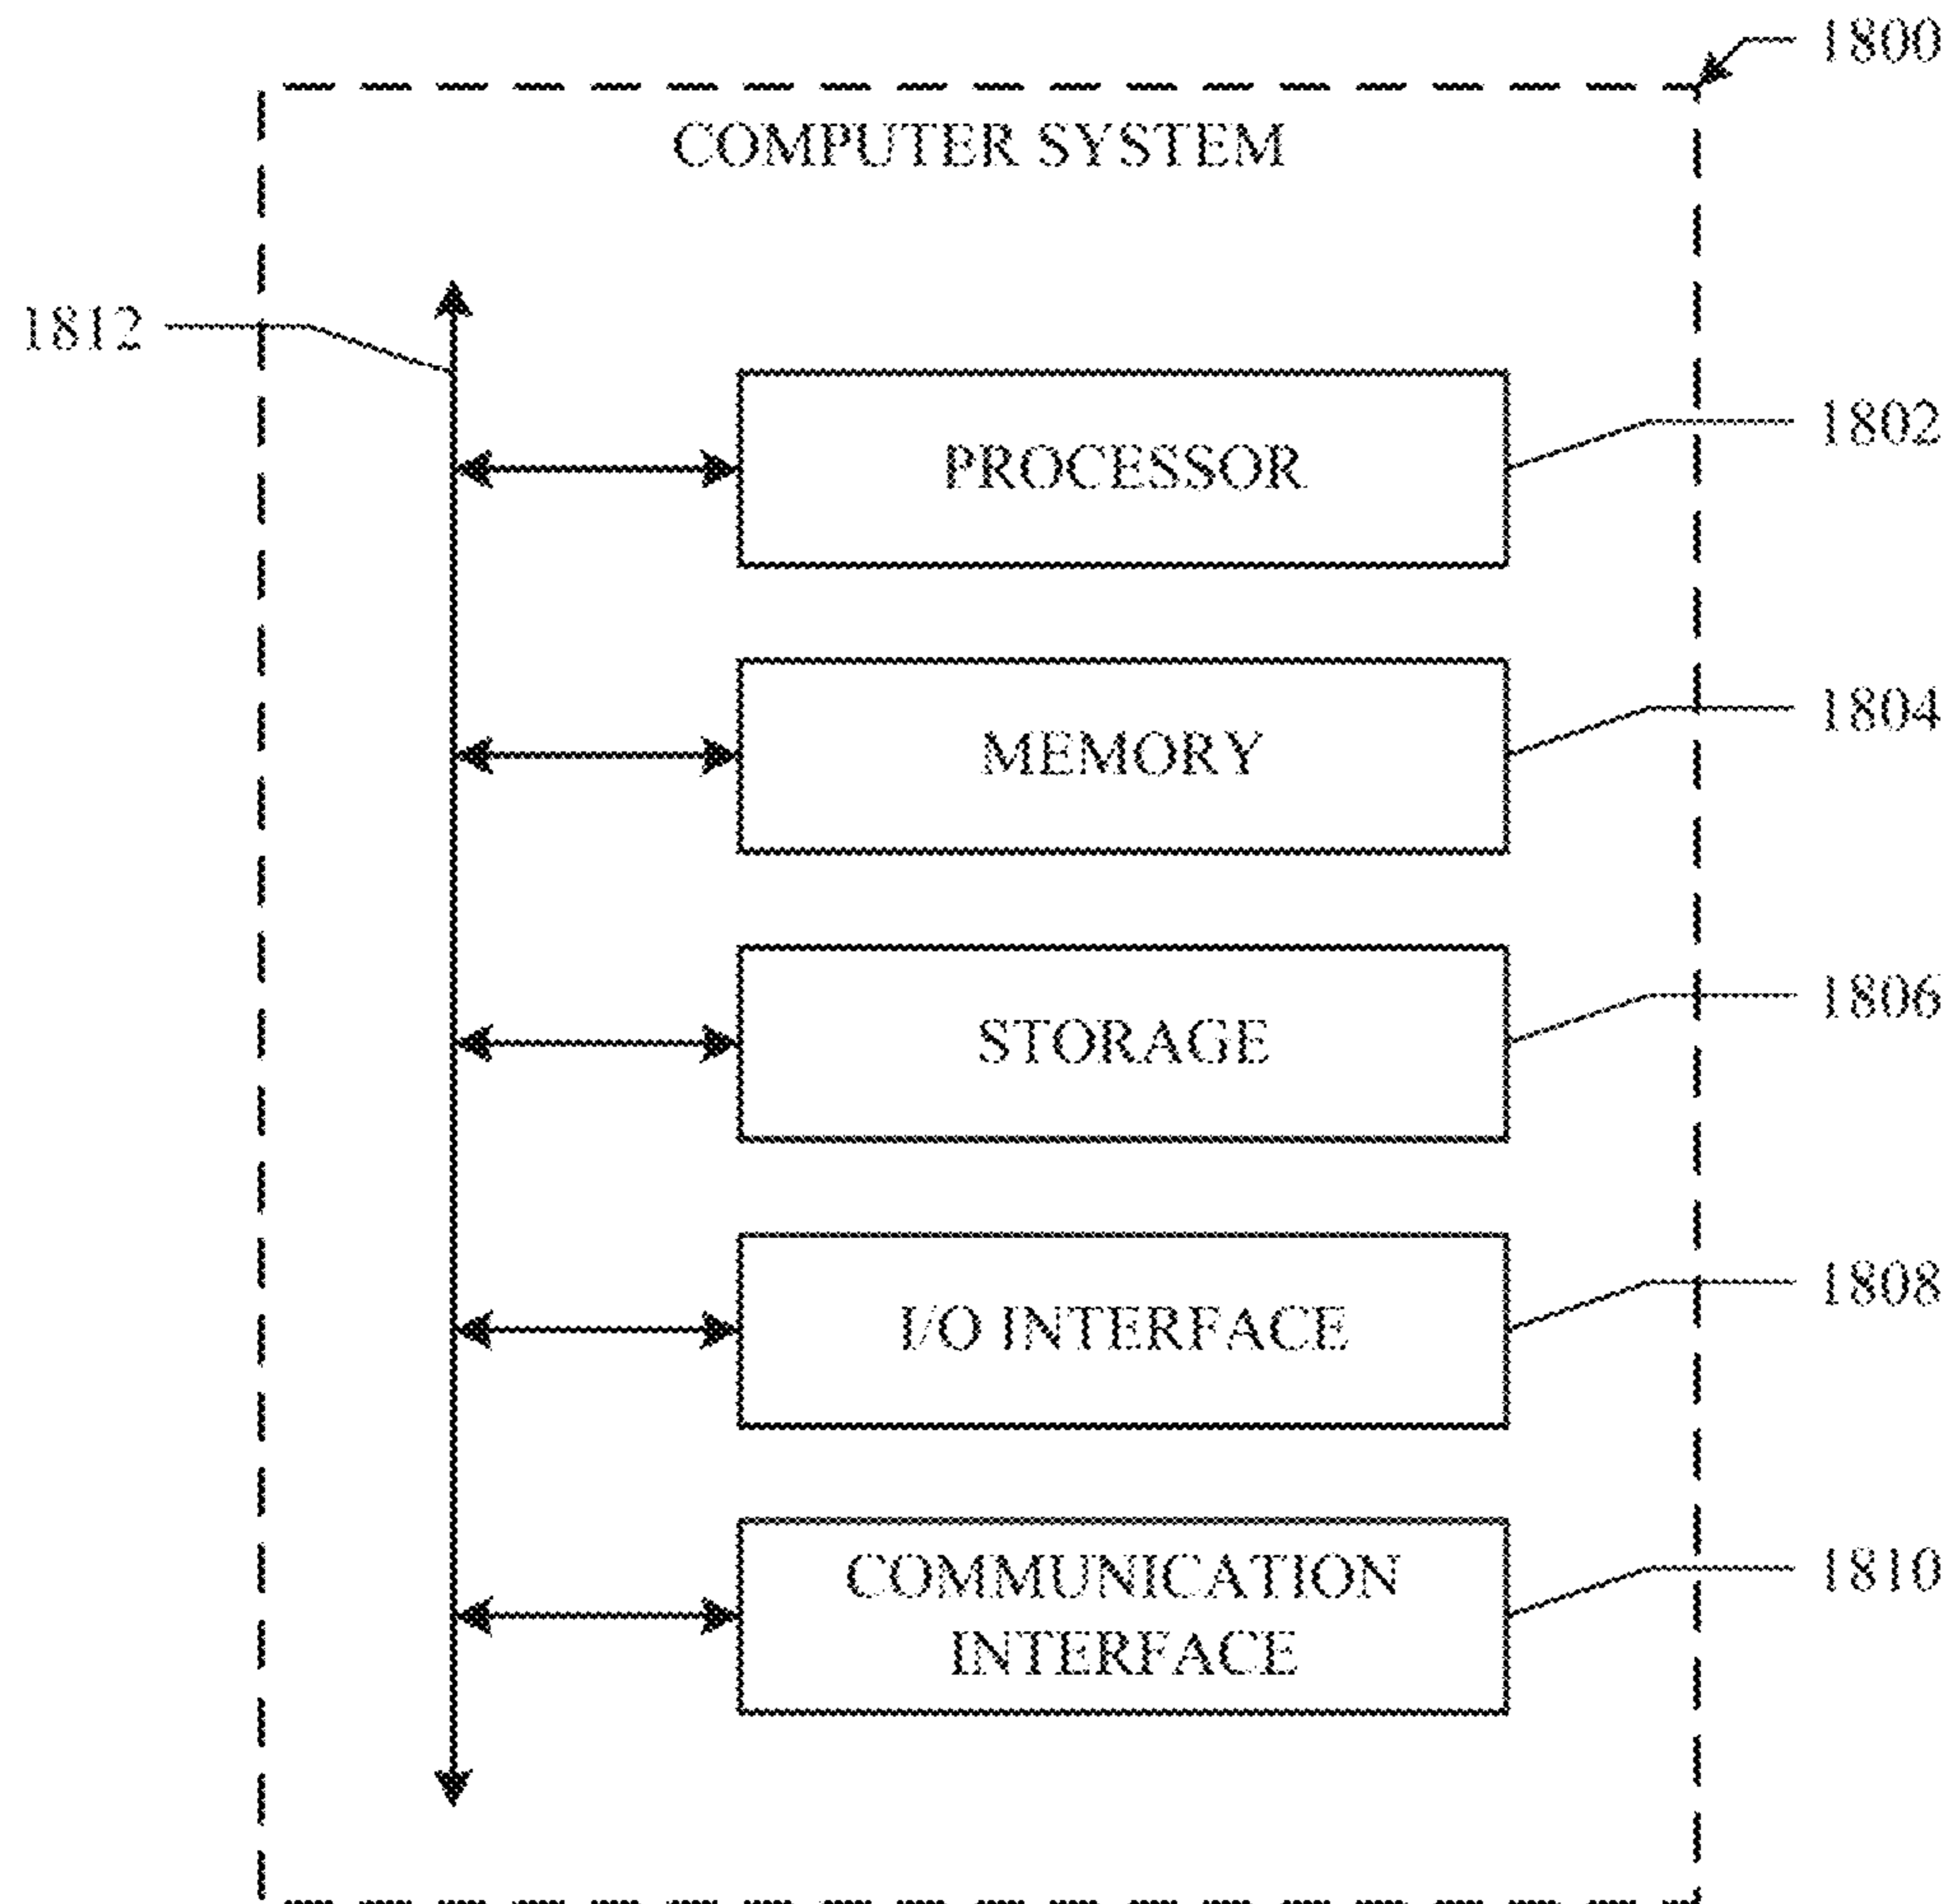 1800
COMPUTER SYSTEM
1812
PROCESSOR
1802
MEMORY
1804
STORAGE
1806
I/O INTERFACE
1808
COMMUNICATION
INTERFACE
1810